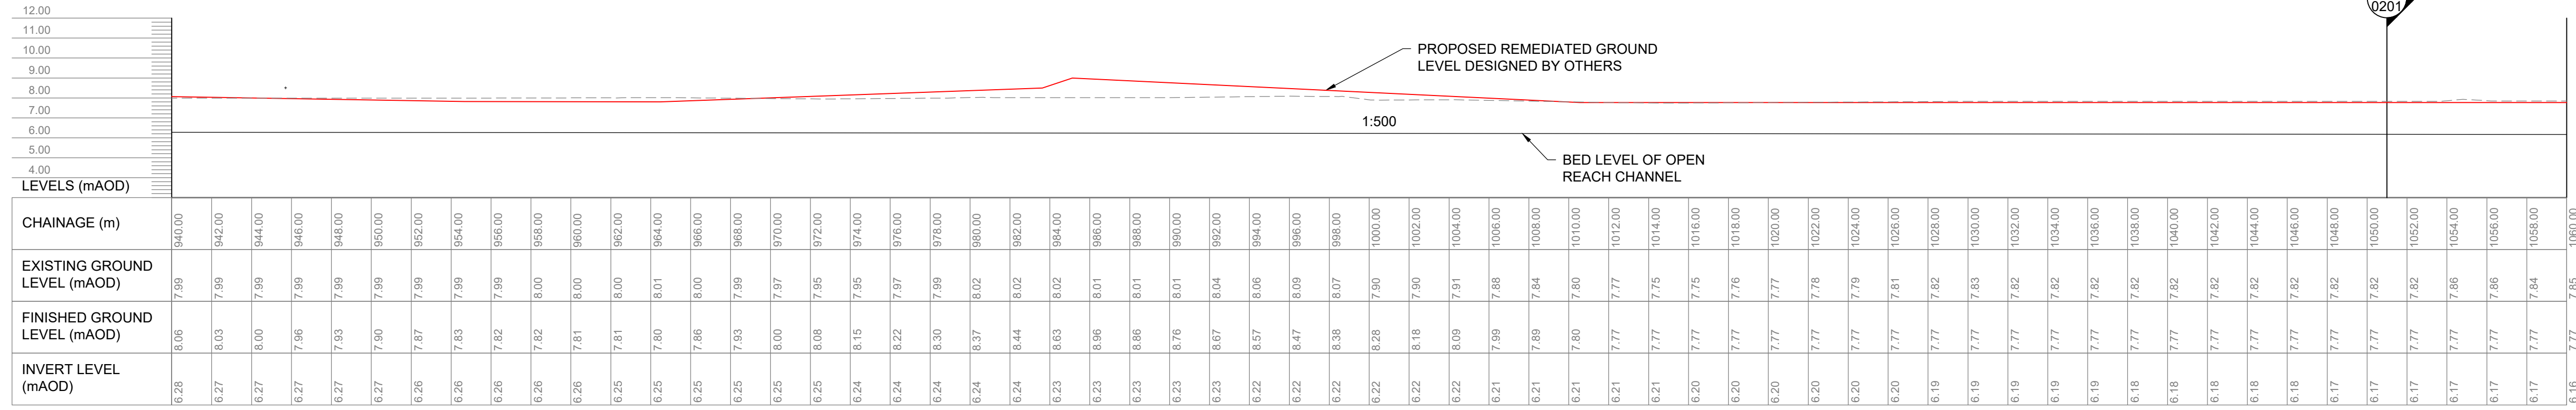 0201
12.00
11.00
10.00
9.00
8.00
7.00
6.00
5.00
4.00
LEVELS (mAOD)
PROPOSED REMEDIATED GROUND
LEVEL DESIGNED BY OTHERS
1:500
BED LEVEL OF OPEN
REACH CHANNEL
CHAINAGE (m)
940.00 942.00 944.00 946.00 948.00 950.00 952.00 954.00 956.00 958.00 960.00 962.00 964.00 966.00 968.00 970.00 972.00 974.00 976.00 978.00 980.00 982.00 984.00 986.00 988.00 990.00 992.00 994.00 996.00 998.00 1000.00 1002.00 1004.00 1006.00 1008.00 1010.00 1012.00 1014.00 1016.00 1018.00 1020.00 1022.00 1024.00 1026.00 1028.00 1030.00 1032.00 1034.00 1036.00 1038.00 1040.00 1042.00 1044.00 1046.00 1048.00 1050.00 1052.00 1054.00 1056.00 1058.00 1060.00
EXISTING GROUND
LEVEL (mAOD)
7.99 7.99 7.99 7.99 7.99 7.99 7.99 7.99 7.99 8.00 8.00 8.00 8.01 8.00 7.99 7.97 7.95 7.95 7.97 7.99 8.02 8.02 8.02 8.01 8.01 8.01 8.04 8.06 8.09 8.07 7.90 7.90 7.91 7.88 7.84 7.80 7.77 7.75 7.75 7.76 7.77 7.78 7.79 7.81 7.82 7.83 7.82 7.82 7.82 7.82 7.82 7.82 7.82 7.82 7.82 7.82 7.82 7.86 7.86 7.84 7.85
FINISHED GROUND
LEVEL (mAOD)
8.06 8.03 8.00 7.96 7.93 7.90 7.87 7.83 7.82 7.82 7.81 7.81 7.80 7.86 7.93 8.00 8.08 8.15 8.22 8.30 8.37 8.44 8.63 8.96 8.86 8.76 8.67 8.57 8.47 8.38 8.28 8.18 8.09 7.99 7.89 7.80 7.77 7.77 7.77 7.77 7.77 7.77 7.77 7.77 7.77 7.77 7.77 7.77 7.77 7.77 7.77 7.77 7.77 7.77 7.77 7.77 7.77 7.77 7.77 7.77 7.77
INVERT LEVEL
(mAOD)
6.28 6.27 6.27 6.27 6.27 6.27 6.26 6.26 6.26 6.26 6.26 6.25 6.25 6.25 6.25 6.25 6.25 6.24 6.24 6.24 6.24 6.24 6.23 6.23 6.23 6.23 6.23 6.22 6.22 6.22 6.22 6.22 6.22 6.21 6.21 6.21 6.21 6.21 6.20 6.20 6.20 6.20 6.20 6.20 6.19 6.19 6.19 6.19 6.19 6.18 6.18 6.18 6.18 6.18 6.17 6.17 6.17 6.17 6.17 6.17 6.16